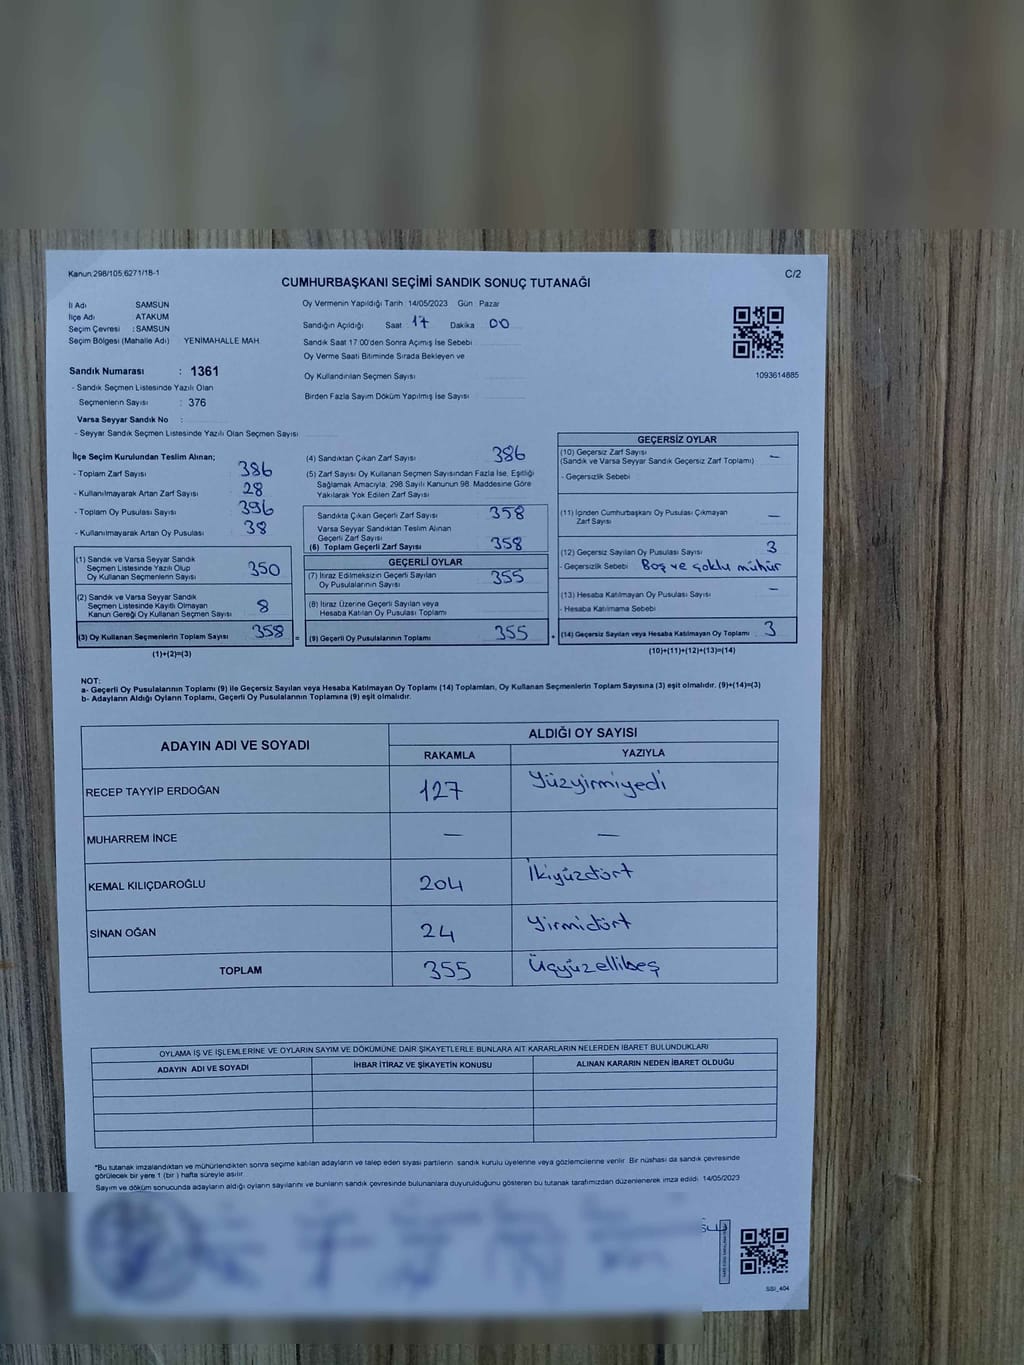 Kanun.298/105.6271/18-1
C/2
CUMHURBAŞKANI SEÇİMİ SANDIK SONUÇ TUTANAĞI
İl Adı SAMSUN
İlçe Adı ATAKUM
Seçim Çevresi : SAMSUN
Seçim Bölgesi (Mahalle Adı) YENİMAHALLE MAH.
Sandık Numarası : 1361
- Sandık Seçmen Listesinde Yazılı Olan
Seçmenlerin Sayısı : 376
Varsa Seyyar Sandık No :
- Seyyar Sandık Seçmen Listesinde Yazılı Olan Seçmen Sayısı
Oy Vermenin Yapıldığı Tarih : 14/05/2023 Gün : Pazar
Sandığın Açıldığı Saat 17 Dakika 00
Sandık Saat 17:00'den Sonra Açımış İse Sebebi
Oy Verme Saati Bitiminde Sırada Bekleyen ve
Oy Kullandırılan Seçmen Sayısı
Birden Fazla Sayım Döküm Yapılmış İse Sayısı
1093614885
İlçe Seçim Kurulundan Teslim Alınan;
- Toplam Zarf Sayısı 386
- Kullanılmayarak Artan Zarf Sayısı 28
- Toplam Oy Pusulası Sayısı 396
- Kullanılmayarak Artan Oy Pusulası 38
(1) Sandık ve Varsa Seyyar Sandık
Seçmen Listesinde Yazılı Olup
Oy Kullanan Seçmenlerin Sayısı 350
(2) Sandık ve Varsa Seyyar Sandık
Seçmen Listesinde Kayıtlı Olmayan
Kanun Gereği Oy Kullanan Seçmen Sayısı 8
(3) Oy Kullanan Seçmenlerin Toplam Sayısı 358 =
(1)+(2)=(3)
(4) Sandıktan Çıkan Zarf Sayısı 386
(5) Zarf Sayısı Oy Kullanan Seçmen Sayısından Fazla İse, Eşitliği
Sağlamak Amacıyla, 298 Sayılı Kanunun 98. Maddesine Göre
Yakılarak Yok Edilen Zarf Sayısı
Sandıkta Çıkan Geçerli Zarf Sayısı 358
Varsa Seyyar Sandıktan Teslim Alınan
Geçerli Zarf Sayısı
(6) Toplam Geçerli Zarf Sayısı 358
GEÇERLİ OYLAR
(7) İtiraz Edilmeksizin Geçerli Sayılan
Oy Pusulalarının Sayısı 355
(8) İtiraz Üzerine Geçerli Sayılan veya
Hesaba Katılan Oy Pusulası Toplamı
(9) Geçerli Oy Pusulalarının Toplamı 355 +
GEÇERSİZ OYLAR
(10) Geçersiz Zarf Sayısı —
(Sandık ve Varsa Seyyar Sandık Geçersiz Zarf Toplamı)
- Geçersizlik Sebebi
(11) İçinden Cumhurbaşkanı Oy Pusulası Çıkmayan
Zarf Sayısı —
(12) Geçersiz Sayılan Oy Pusulası Sayısı 3
- Geçersizlik Sebebi Boş ve çoklu mühür
(13) Hesaba Katılmayan Oy Pusulası Sayısı —
- Hesaba Katılmama Sebebi
(14) Geçersiz Sayılan veya Hesaba Katılmayan Oy Toplamı 3
(10)+(11)+(12)+(13)=(14)
NOT:
a- Geçerli Oy Pusulalarının Toplamı (9) ile Geçersiz Sayılan veya Hesaba Katılmayan Oy Toplamı (14) Toplamları, Oy Kullanan Seçmenlerin Toplam Sayısına (3) eşit olmalıdır. (9)+(14)=(3)
b- Adayların Aldığı Oyların Toplamı, Geçerli Oy Pusulalarının Toplamına (9) eşit olmalıdır.
ADAYIN ADI VE SOYADI
ALDIĞI OY SAYISI
RAKAMLA YAZIYLA
RECEP TAYYİP ERDOĞAN 127 Yüzyirmiyedi
MUHARREM İNCE — —
KEMAL KILIÇDAROĞLU 204 İkiyüzdört
SİNAN OĞAN 24 Yirmidört
TOPLAM 355 Üçyüzellibeş
OYLAMA İŞ VE İŞLEMLERİNE VE OYLARIN SAYIM VE DÖKÜMÜNE DAİR ŞİKAYETLERLE BUNLARA AİT KARARLARIN NELERDEN İBARET BULUNDUKLARI
ADAYIN ADI VE SOYADI İHBAR İTİRAZ VE ŞİKAYETİN KONUSU ALINAN KARARIN NEDEN İBARET OLDUĞU
*Bu tutanak imzalandıktan ve mühürlendikten sonra seçime katılan adayların ve talep eden siyasi partilerin sandık kurulu üyelerine veya gözlemcilerine verilir. Bir nüshası da sandık çevresinde
görülecek bir yere 1 (bir) hafta süreyle asılır.
Sayım ve döküm sonucunda adayların aldığı oyların sayılarını ve bunların sandık çevresinde bulunanlara duyurulduğunu gösteren bu tutanak tarafımızdan düzenlenerek imza edildi. 14/05/2023
SSI_404